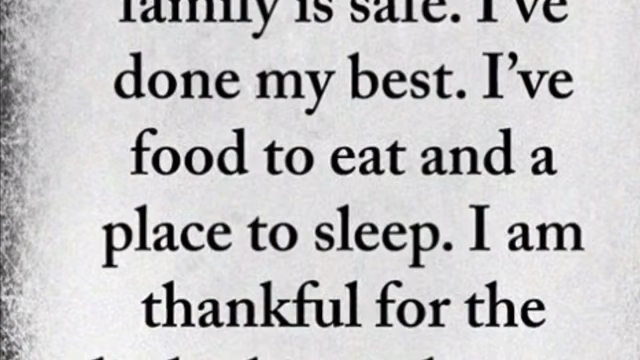 family is safe. I've
done my best. I've
food to eat and a
place to sleep. I am
thankful for the